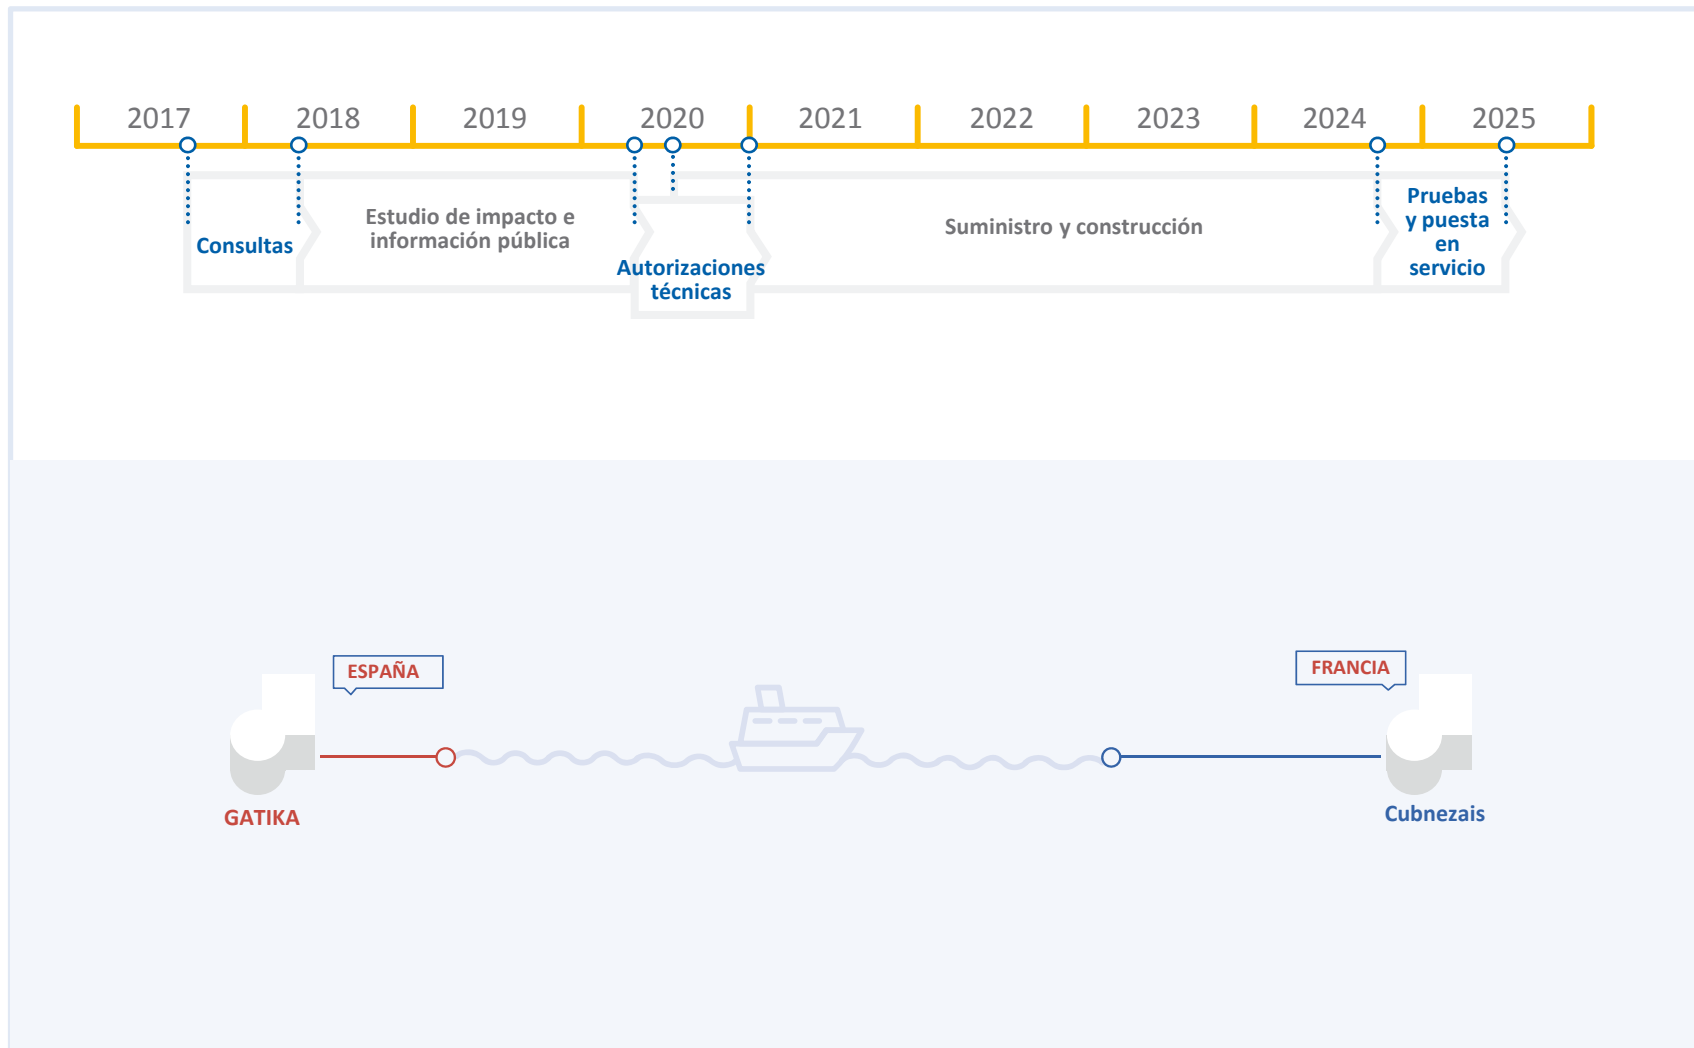 2017 2018 2019 2020 2021 2022 2023 2024 2025
Consultas
Estudio de impacto e
información pública
Autorizaciones
técnicas
Suministro y construcción
Pruebas
y puesta
en
servicio
ESPAÑA
FRANCIA
GATIKA
Cubnezais